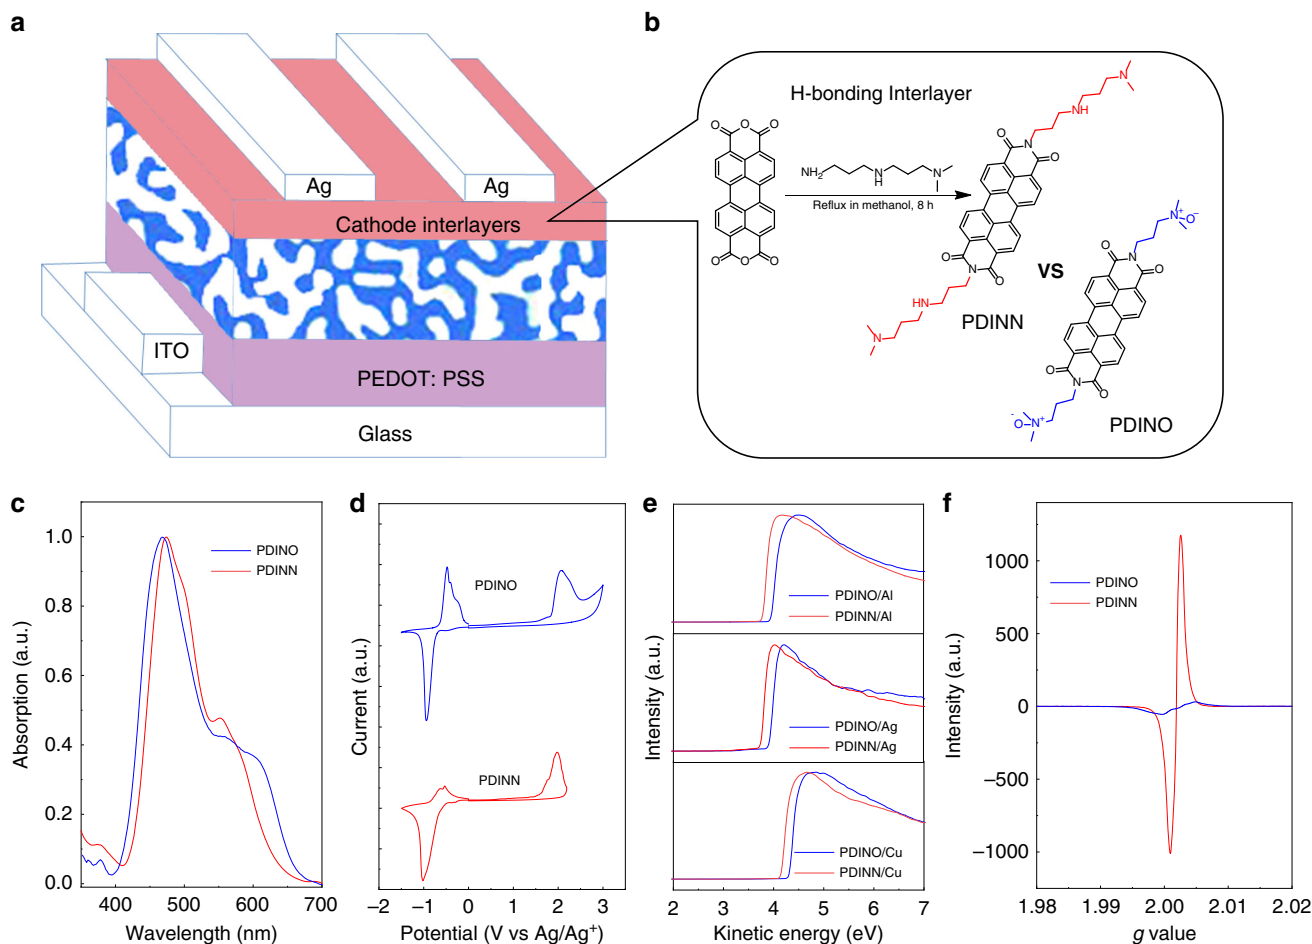 a
Ag
Ag
Cathode interlayers
ITO
PEDOT: PSS
Glass
b
H-bonding Interlayer
O
O
O
O
O
O
NH₂
N
H
N
Reflux in methanol, 8 h
N
NH
O
N
O
O
N
O
HN
N
PDINN
VS
N⁺
O⁻
O
N
O
O
N
O
⁻O
N⁺
PDINO
c
Absorption (a.u.)
1.0
0.8
0.6
0.4
0.2
0.0
PDINO
PDINN
400
500
600
700
Wavelength (nm)
d
Current (a.u.)
PDINO
PDINN
−2
−1
0
1
2
3
Potential (V vs Ag/Ag⁺)
e
Intensity (a.u.)
PDINO/Al
PDINN/Al
PDINO/Ag
PDINN/Ag
PDINO/Cu
PDINN/Cu
2
3
4
5
6
7
Kinetic energy (eV)
f
Intensity (a.u.)
1000
500
0
−500
−1000
PDINO
PDINN
1.98
1.99
2.00
2.01
2.02
g value